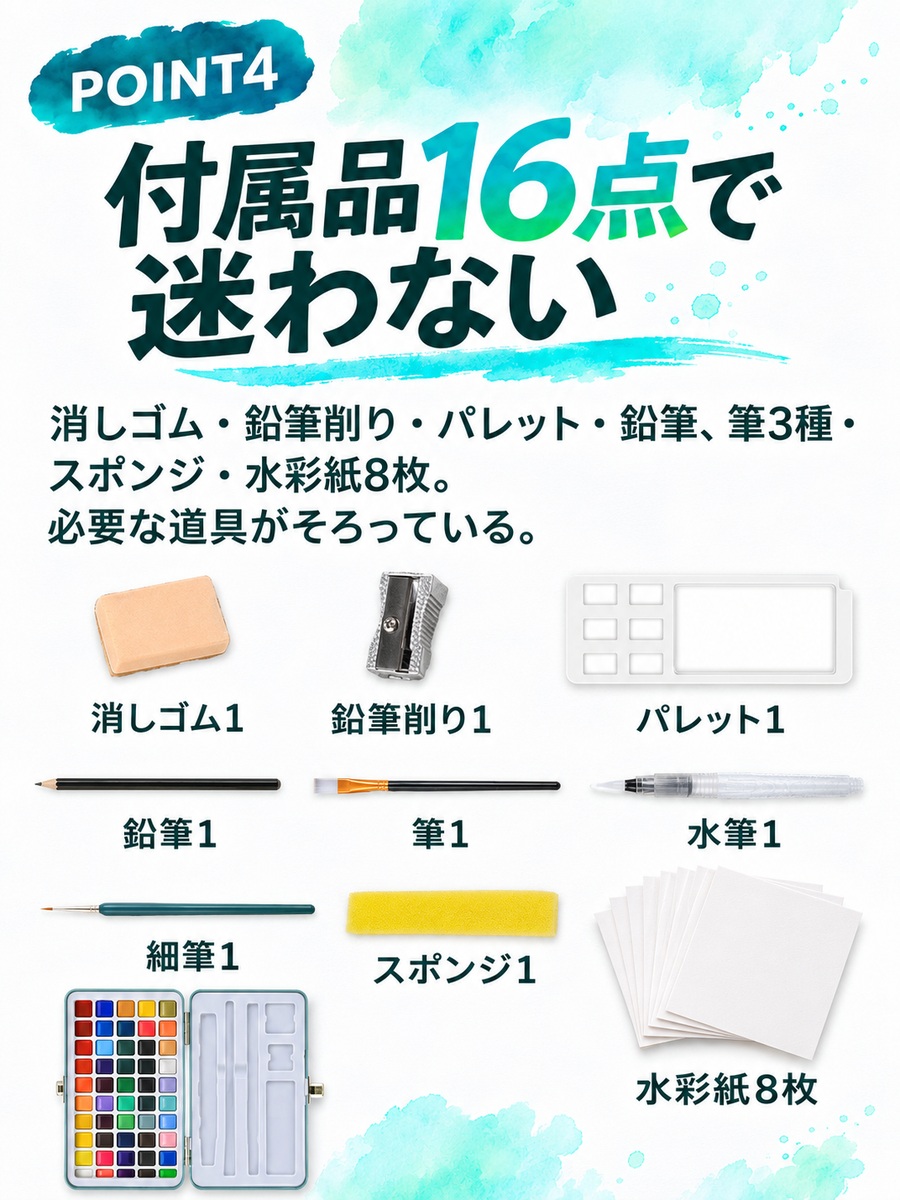 POINT4
付属品16点で
迷わない
消しゴム・鉛筆削り・パレット・鉛筆、筆3種・
スポンジ・水彩紙8枚。
必要な道具がそろっている。
消しゴム1
鉛筆削り1
パレット1
鉛筆1
筆1
水筆1
細筆1
スポンジ1
水彩紙8枚